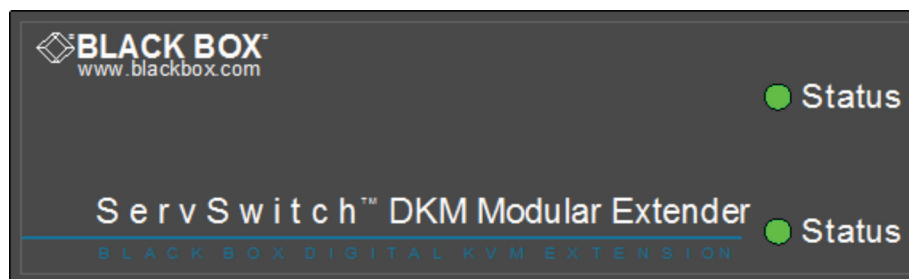 BLACK BOX®
www.blackbox.com
Status
ServSwitch™ DKM Modular Extender
Status
BLACK BOX DIGITAL KVM EXTENSION